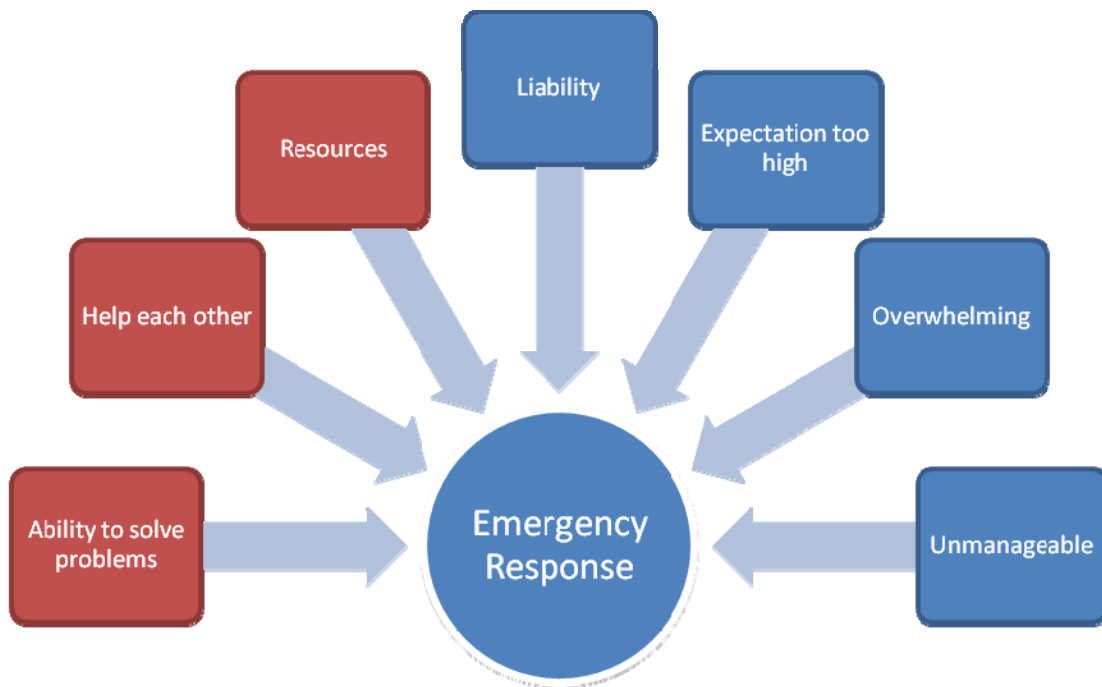 Liability
Resources
Expectation too
high
Help each other
Overwhelming
Ability to solve
problems
Emergency
Response
Unmanageable